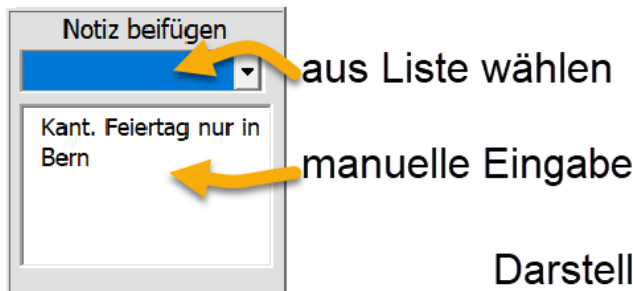 Notiz beifügen
aus Liste wählen
Kant. Feiertag nur in
Bern
manuelle Eingabe
Darstell